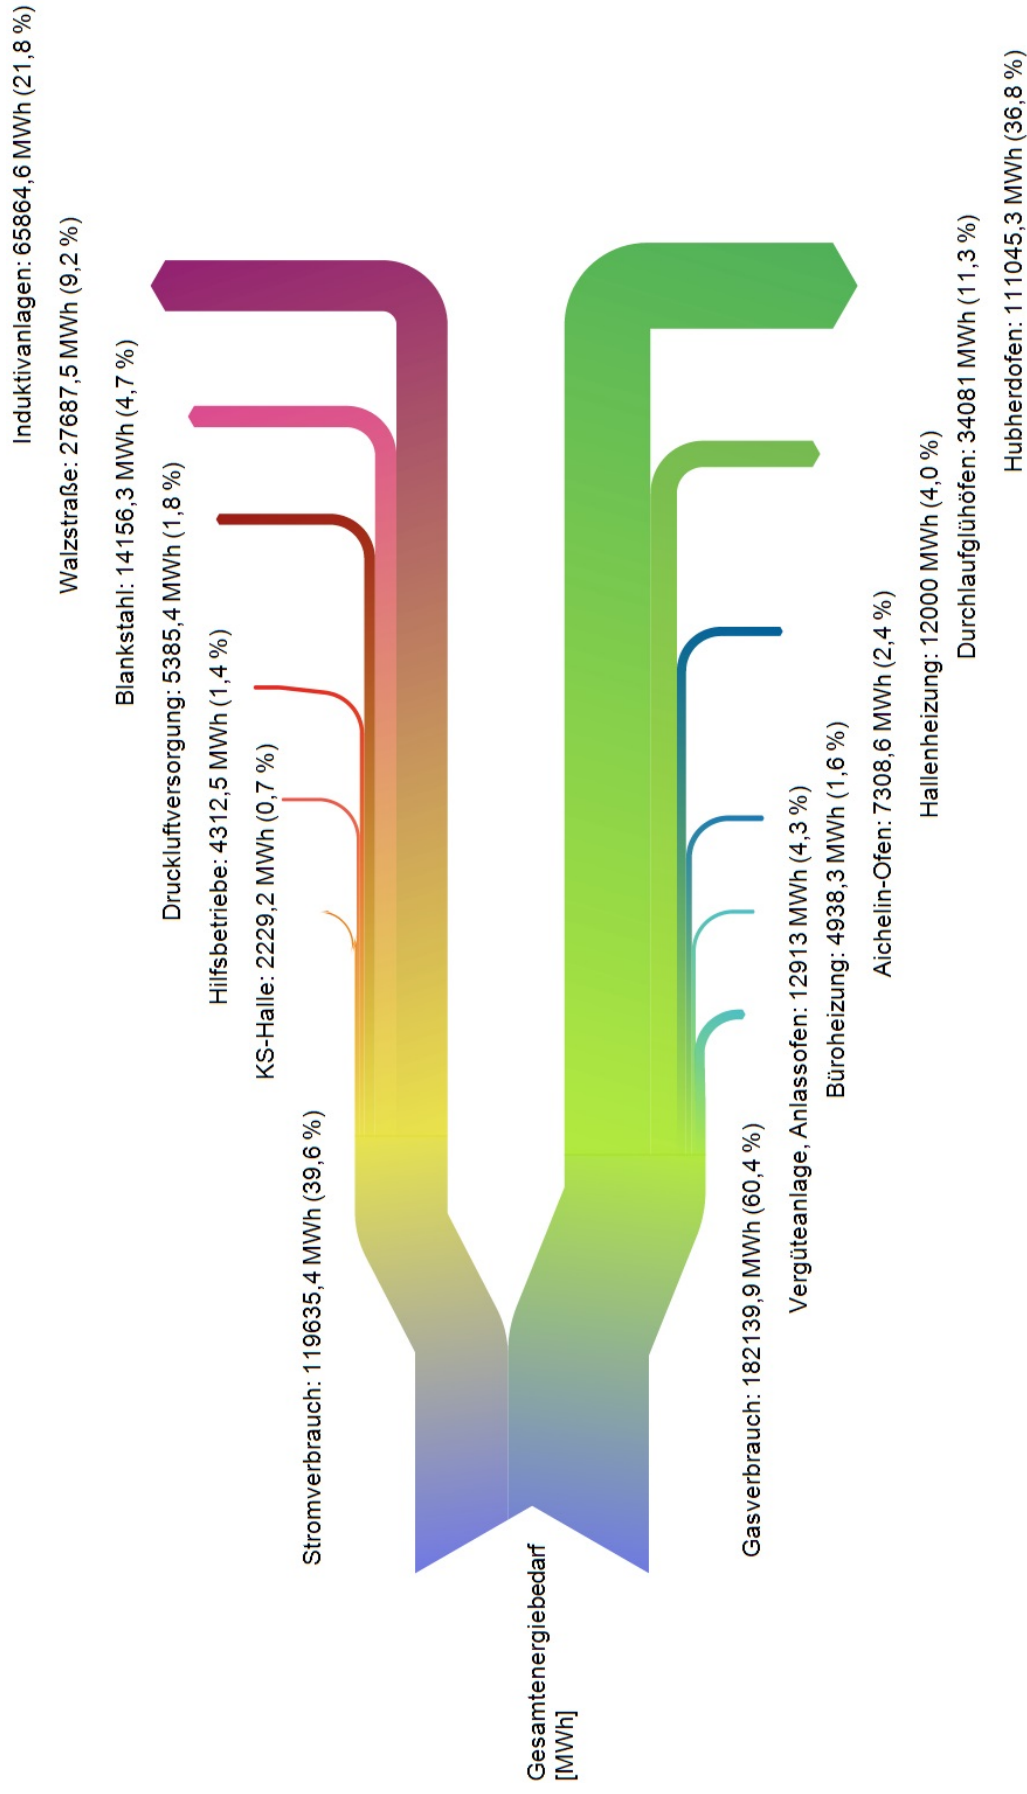 Gesamtenergiebedarf
[MWh]
Stromverbrauch: 119635,4 MWh (39,6 %)
KS-Halle: 2229,2 MWh (0,7 %)
Hilfsbetriebe: 4312,5 MWh (1,4 %)
Druckluftversorgung: 5385,4 MWh (1,8 %)
Blankstahl: 14156,3 MWh (4,7 %)
Walzstraße: 27687,5 MWh (9,2 %)
Induktivanlagen: 65864,6 MWh (21,8 %)
Gasverbrauch: 182139,9 MWh (60,4 %)
Vergüteanlage, Anlassofen: 12913 MWh (4,3 %)
Büroheizung: 4938,3 MWh (1,6 %)
Aichelin-Ofen: 7308,6 MWh (2,4 %)
Hallenheizung: 12000 MWh (4,0 %)
Durchlaufglühöfen: 34081 MWh (11,3 %)
Hubherdofen: 111045,3 MWh (36,8 %)